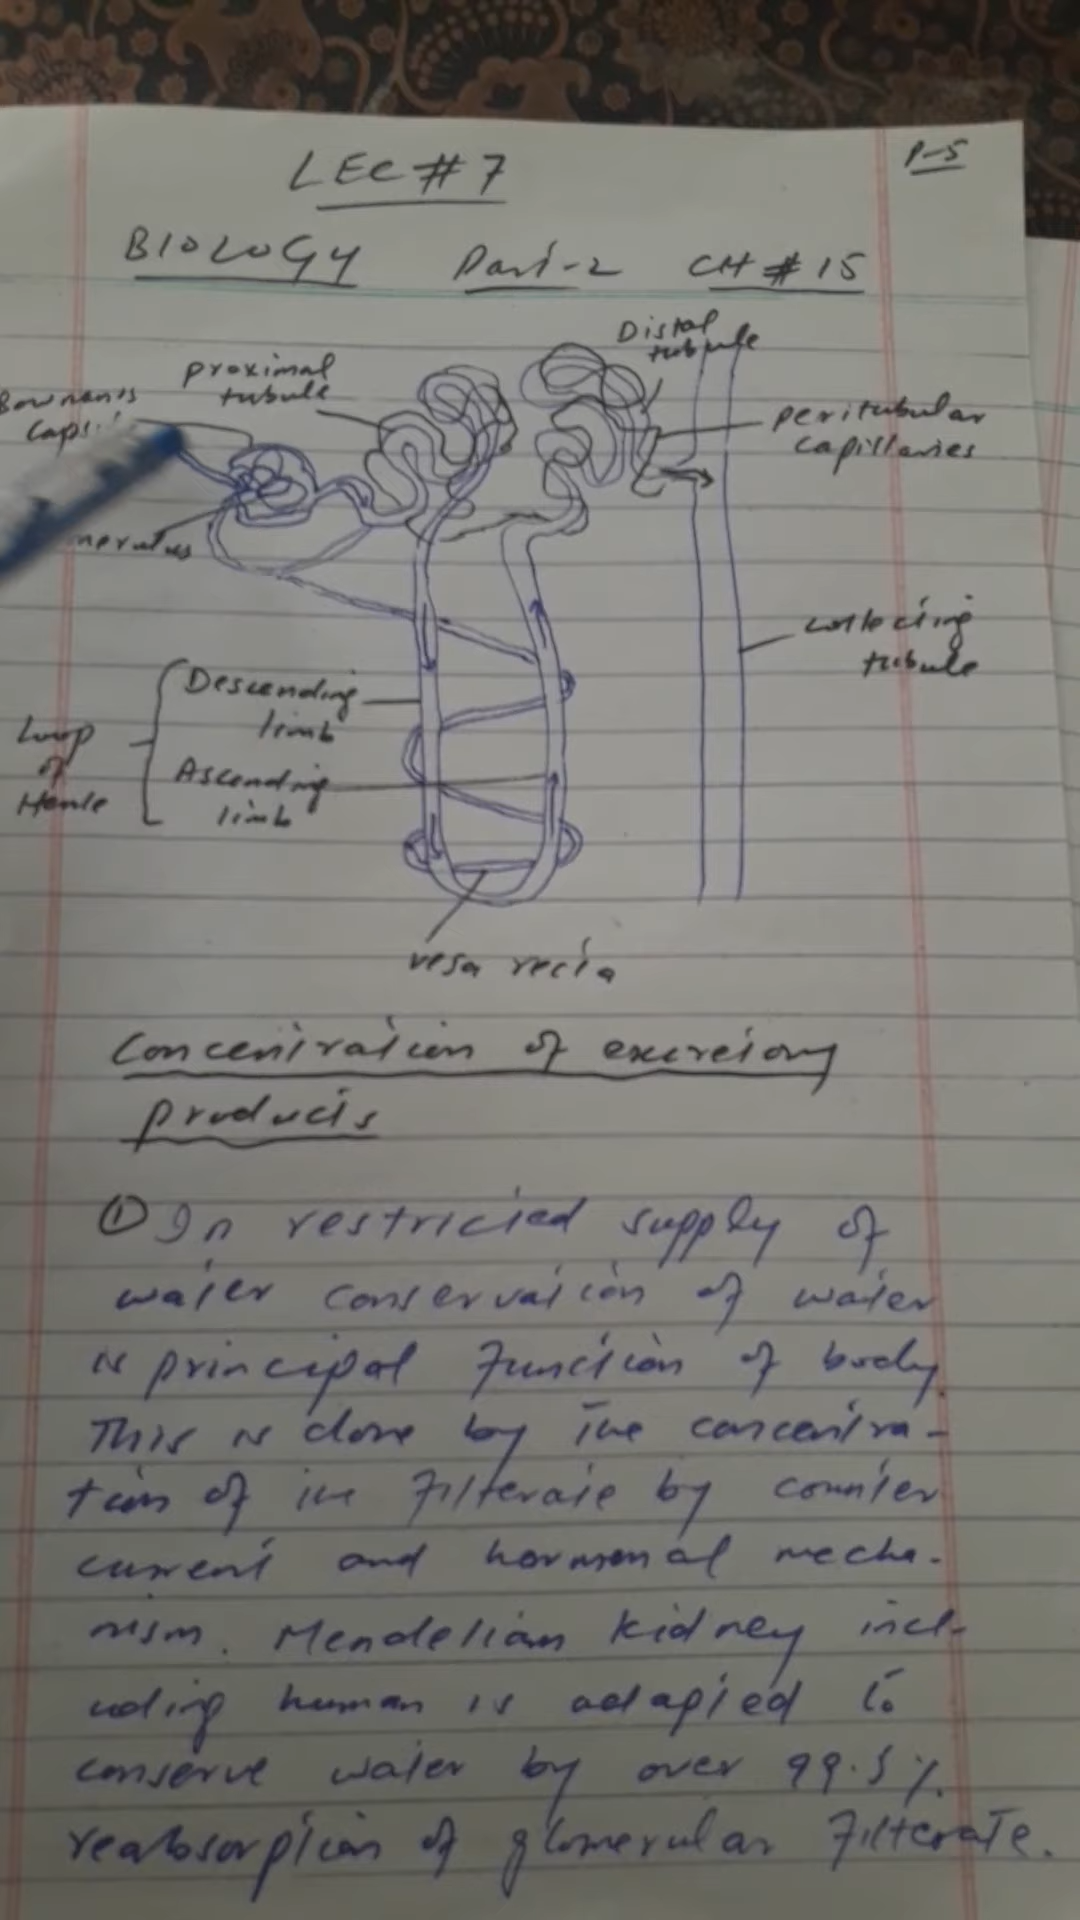 P-5
LEC # 7
BIOLOGY Part-2 CH # 15
Distal
tubule
proximal
tubule
Bowman's
caps
peritubular
capillaries
collecting
tubule
Descending
limb
Loop
of
Henle
Ascending
limb
vesa recta
Concentration of excretory
products
① In restricted supply of
water conservation of water
is principal function of body
This is done by the concentra-
tion of the Filterate by counter
current and hormonal mecha-
nism. Mendelian kidney incl-
uding human is adapted to
conserve water by over 99.5%
reabsorption of glomerular Filterate.